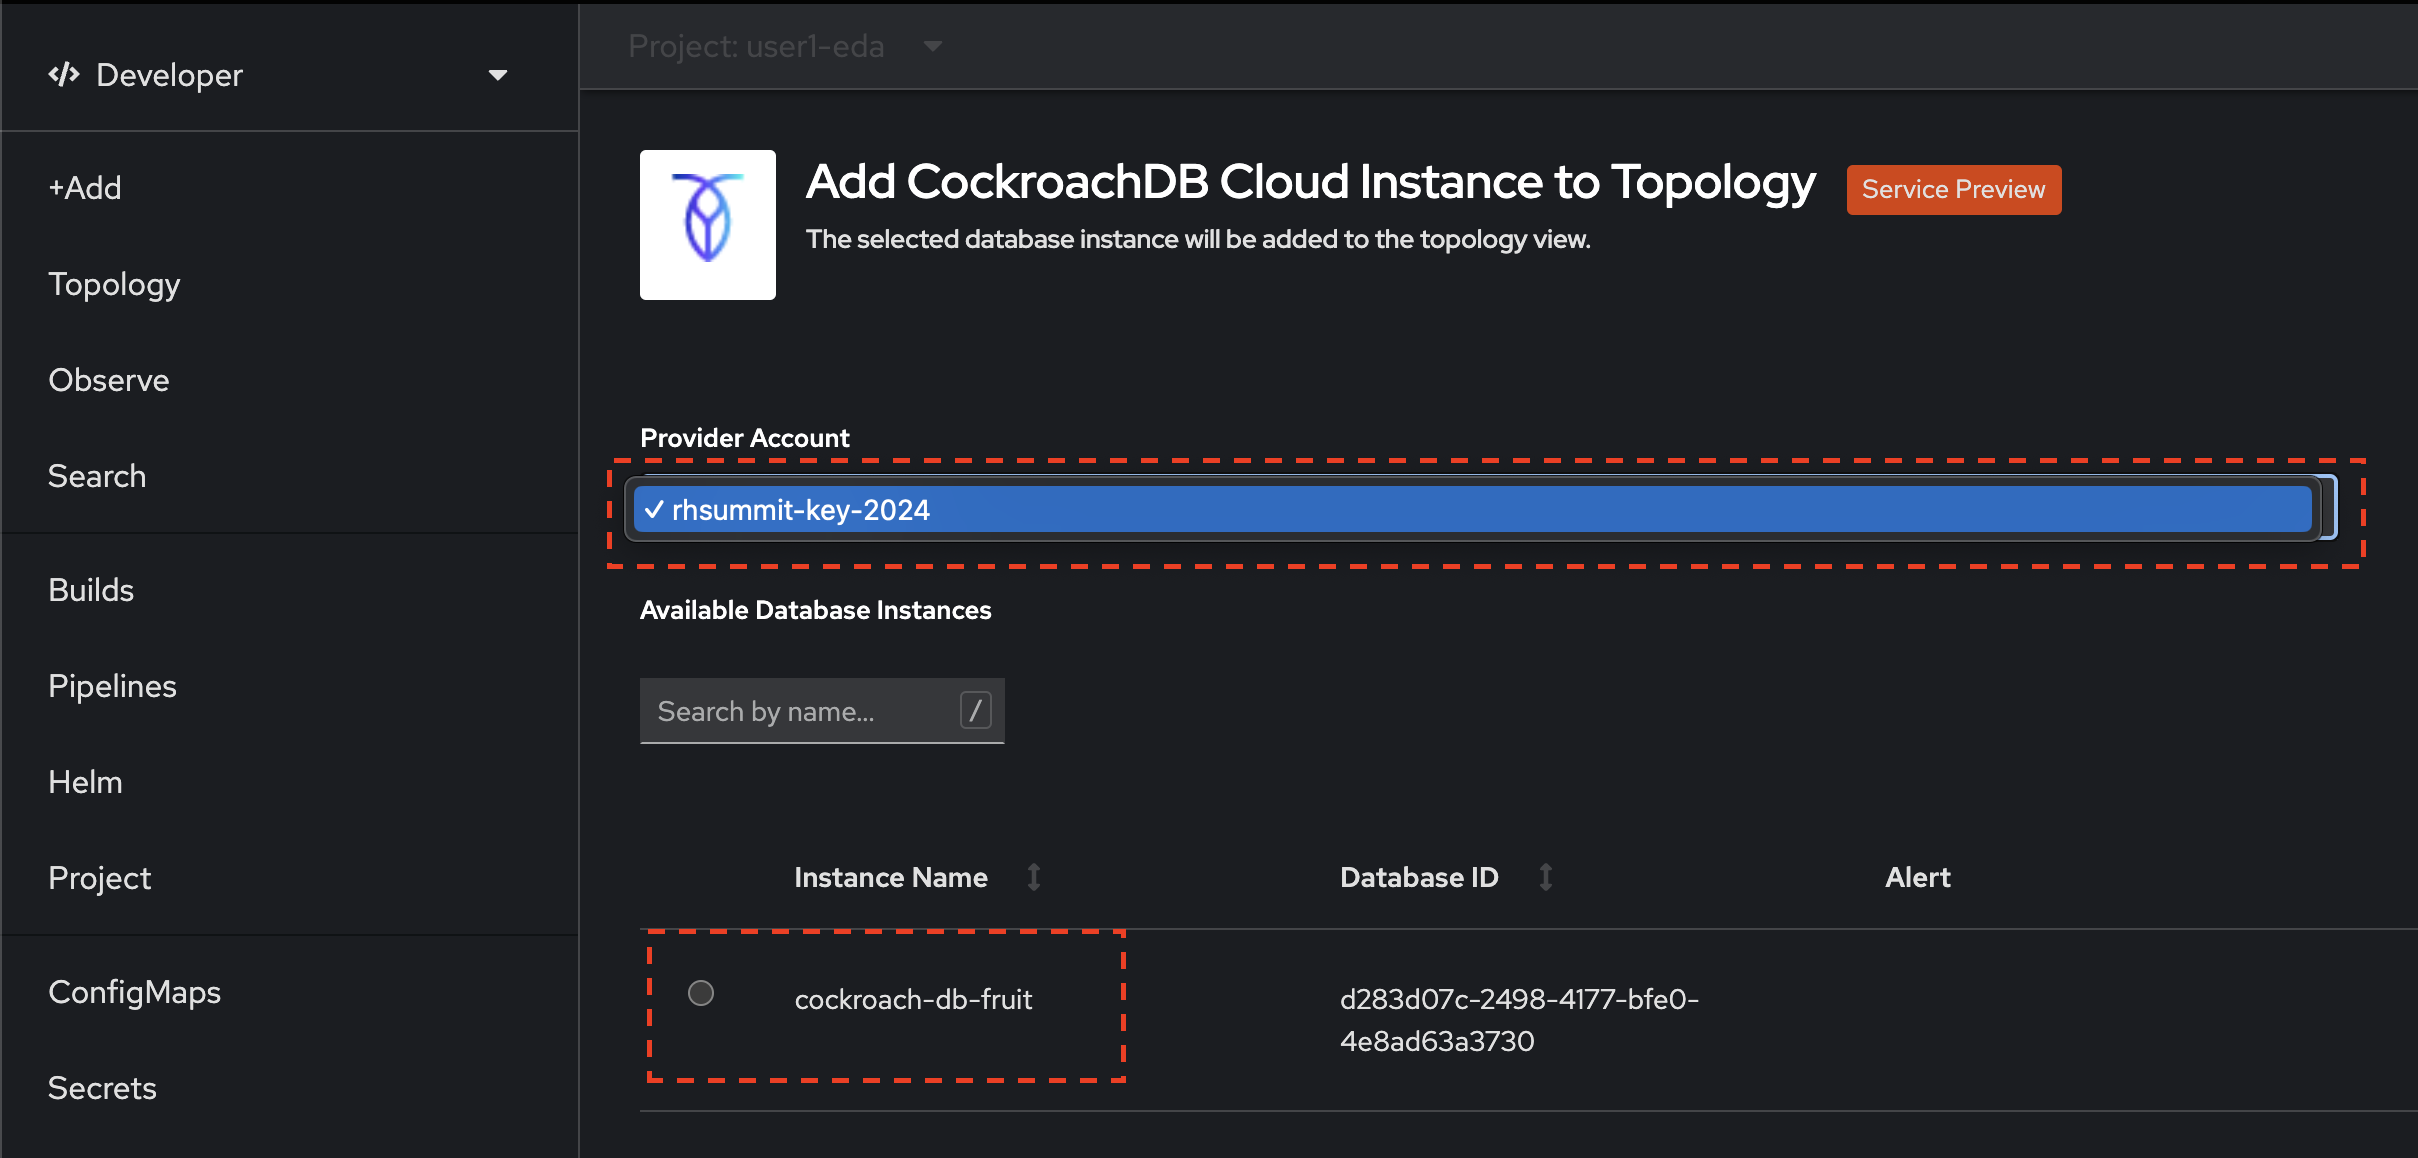 </> Developer
Project: user1-eda
+Add
Topology
Observe
Search
Builds
Pipelines
Helm
Project
ConfigMaps
Secrets
Add CockroachDB Cloud Instance to Topology
Service Preview
The selected database instance will be added to the topology view.
Provider Account
✓ rhsummit-key-2024
Available Database Instances
Search by name... /
Instance Name Database ID Alert
cockroach-db-fruit d283d07c-2498-4177-bfe0-
4e8ad63a3730